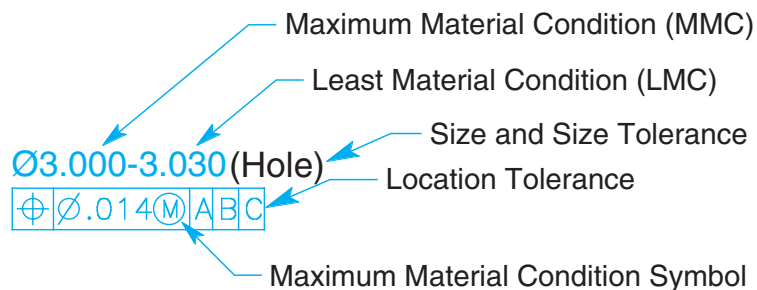 Maximum Material Condition (MMC)
Least Material Condition (LMC)
Size and Size Tolerance
Ø3.000-3.030(Hole)
Location Tolerance
⌖ Ø.014Ⓜ A B C
Maximum Material Condition Symbol